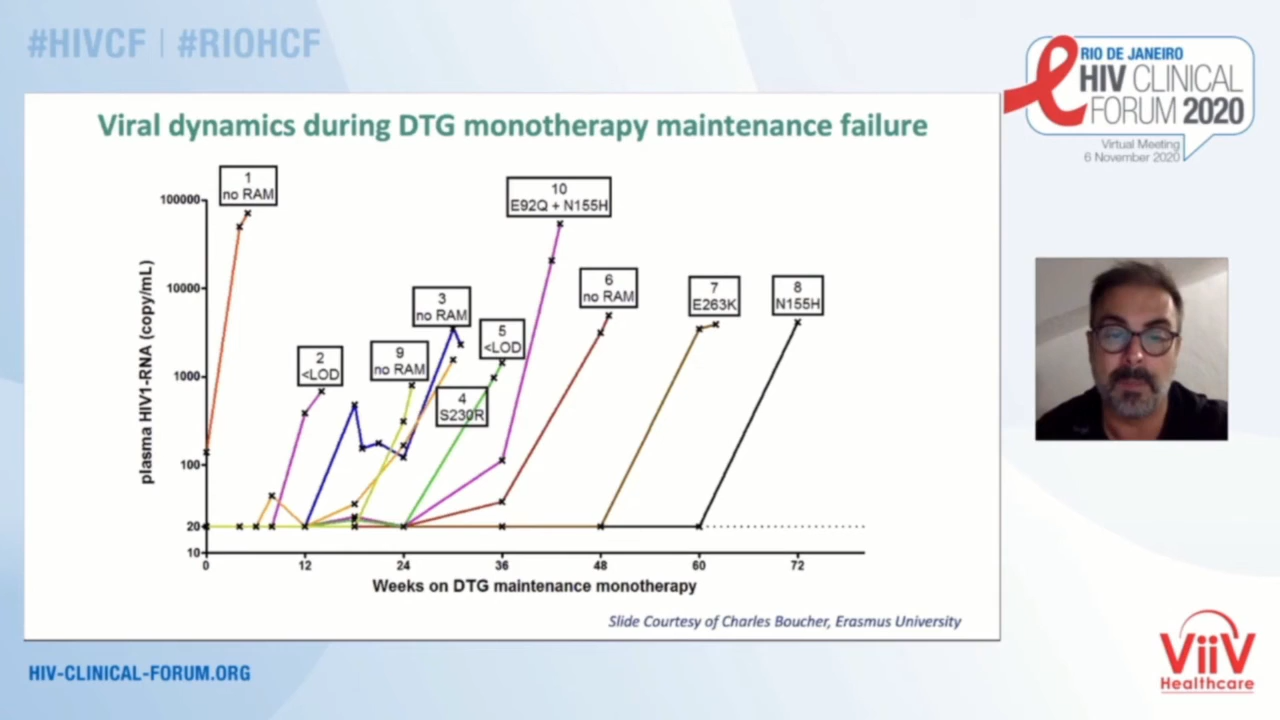 #HIVCF | #RIOHCF
RIO DE JANEIRO
HIV CLINICAL
FORUM 2020
Virtual Meeting
6 November 2020
Viral dynamics during DTG monotherapy maintenance failure
plasma HIV1-RNA (copy/mL)
100000
10000
1000
100
20
10
1
no RAM
2
<LOD
3
no RAM
9
no RAM
4
S230R
5
<LOD
10
E92Q + N155H
6
no RAM
7
E263K
8
N155H
0 12 24 36 48 60 72
Weeks on DTG maintenance monotherapy
Slide Courtesy of Charles Boucher, Erasmus University
HIV-CLINICAL-FORUM.ORG
ViiV
Healthcare